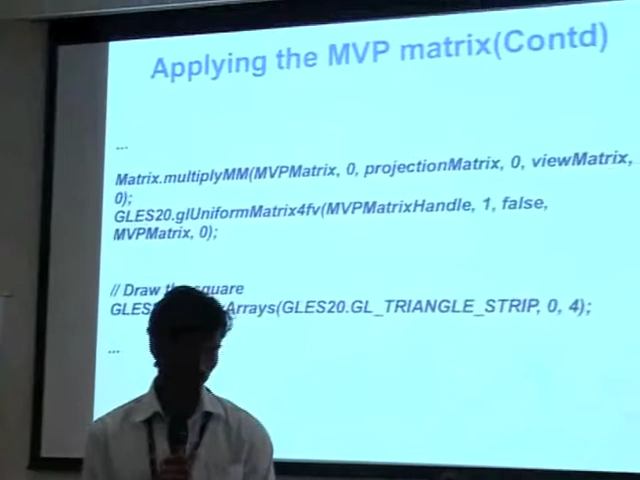 Applying the MVP matrix(Contd)
...
Matrix.multiplyMM(MVPMatrix, 0, projectionMatrix, 0, viewMatrix,
0);
GLES20.glUniformMatrix4fv(MVPMatrixHandle, 1, false,
MVPMatrix, 0);
// Draw square
Arrays(GLES20.GL_TRIANGLE_STRIP, 0, 4);
...